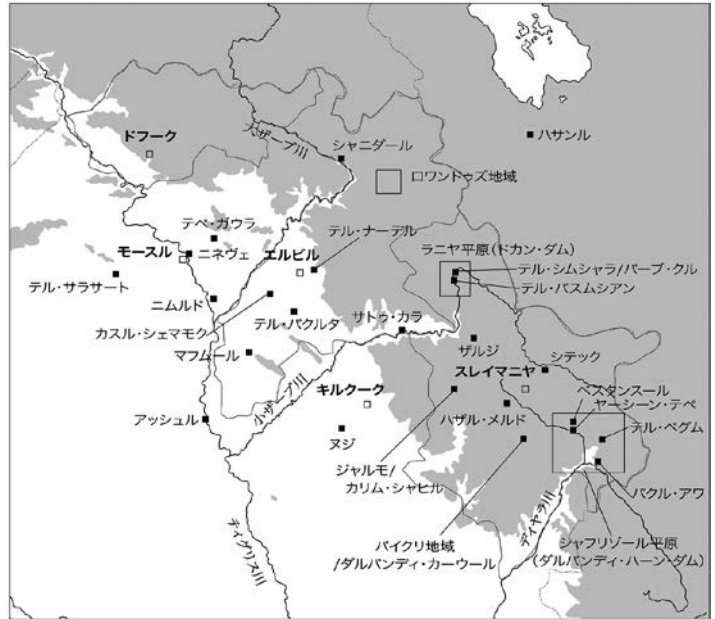 ドフーク
大ザーブ川
シャニダール
ハサンル
ロワンドゥズ地域
テペ・ガウラ
テル・ナーデル
モースル
ニネヴェ
エルビル
ラニヤ平原(ドカン・ダム)
テル・シムシャラ/バーブ・クル
テル・バスムシアン
テル・サラサート
ニムルド
カスル・シェマモク
テル・バクルタ
サトゥ・カラ
マフムール
ザルジ
シテック
スレイマニヤ
小ザーブ川
キルクーク
ベスタンスール
ヤーシーン・テペ
アッシュル
ハザル・メルド
テル・ベグム
ヌジ
ジャルモ/
カリム・シャヒル
バクル・アワ
ティグリス川
ディヤラ川
バイクリ地域
/ダルバンディ・カーウール
シャフリゾール平原
(ダルバンディ・ハーン・ダム)